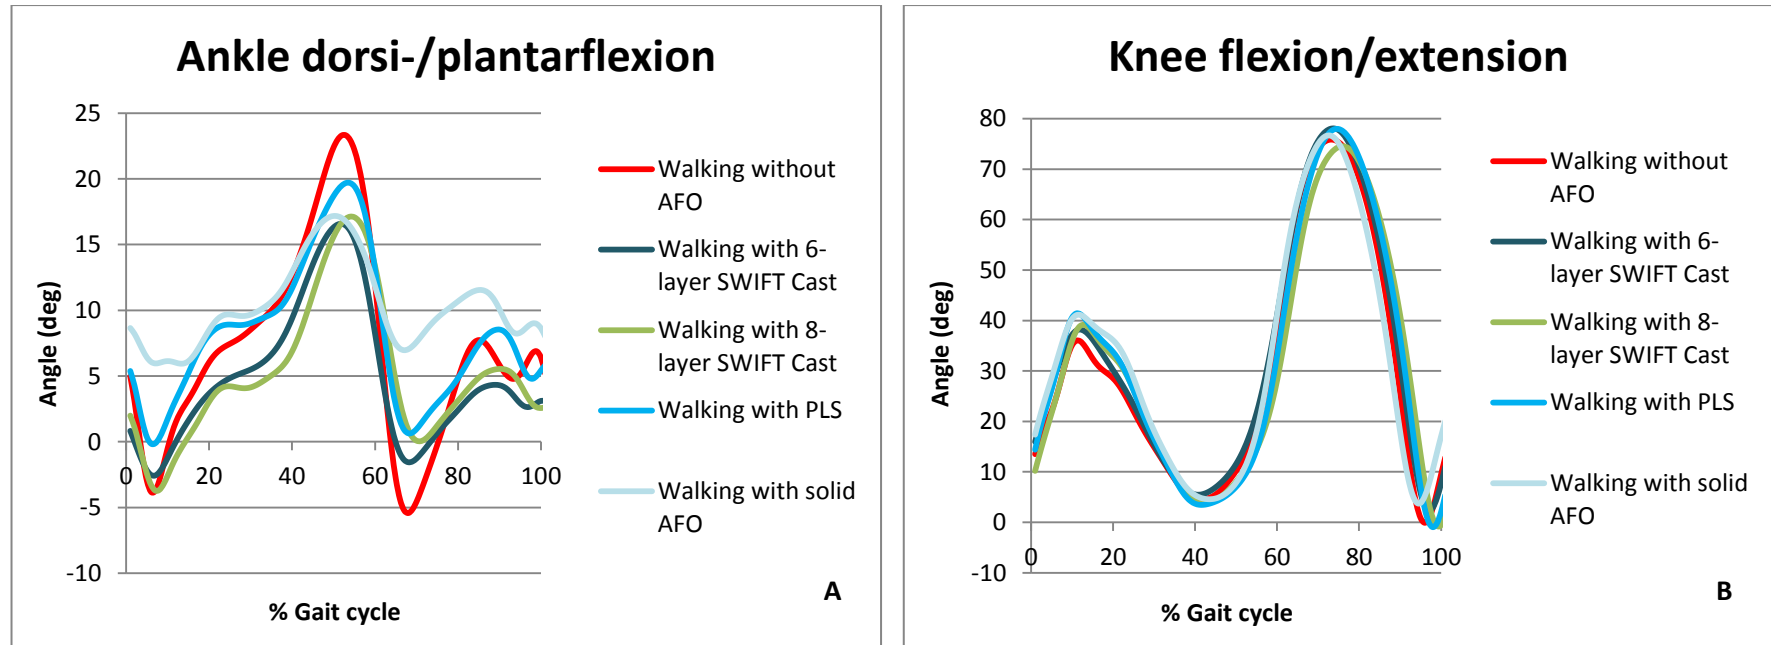 Ankle dorsi-/plantarflexion
25
20
15
10
5
0
-5
-10
0
20
40
60
80
100
Angle (deg)
% Gait cycle
Walking without
AFO
Walking with 6-
layer SWIFT Cast
Walking with 8-
layer SWIFT Cast
Walking with PLS
Walking with solid
AFO
A
Knee flexion/extension
80
70
60
50
40
30
20
10
0
-10
0
20
40
60
80
100
Angle (deg)
% Gait cycle
Walking without
AFO
Walking with 6-
layer SWIFT Cast
Walking with 8-
layer SWIFT Cast
Walking with PLS
Walking with solid
AFO
B